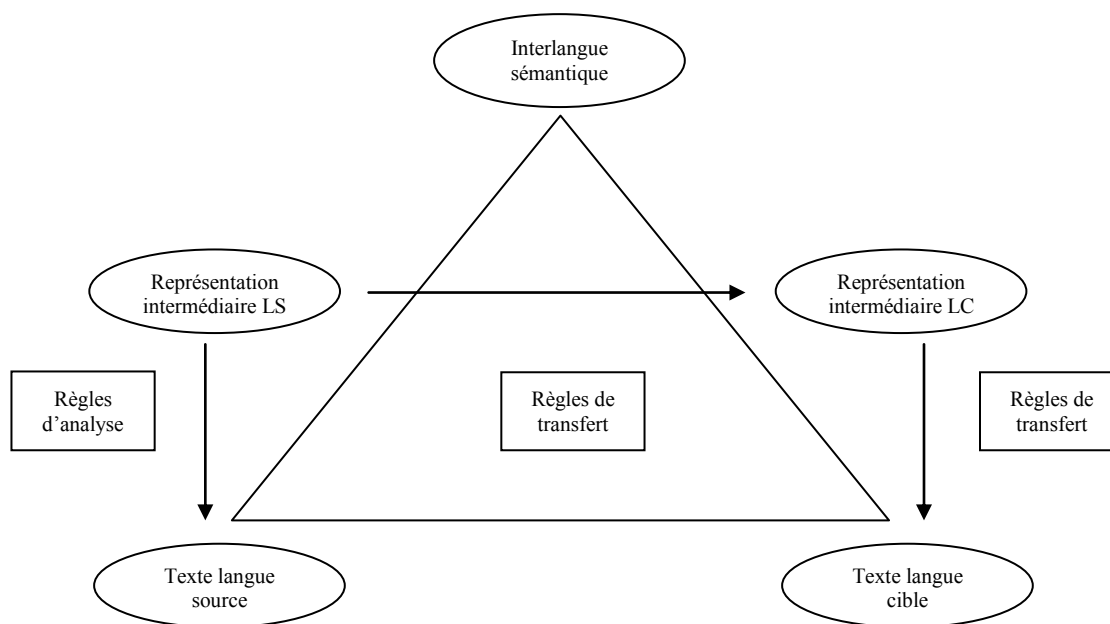 Interlangue
sémantique
Représentation
intermédiaire LS
Représentation
intermédiaire LC
Règles
d'analyse
Règles de
transfert
Règles de
transfert
Texte langue
source
Texte langue
cible